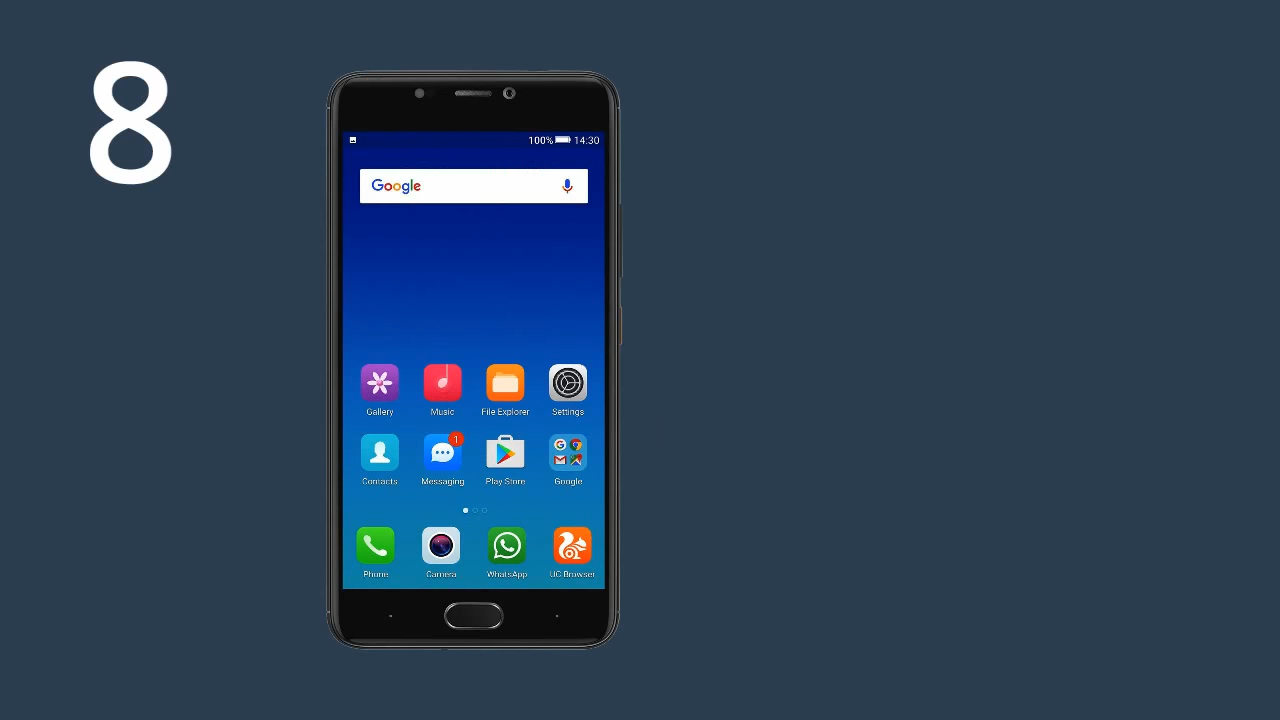 8
100% 14:30
Google
Gallery Music File Explorer Settings
1
Contacts Messaging Play Store Google
Phone Camera WhatsApp UC Browser